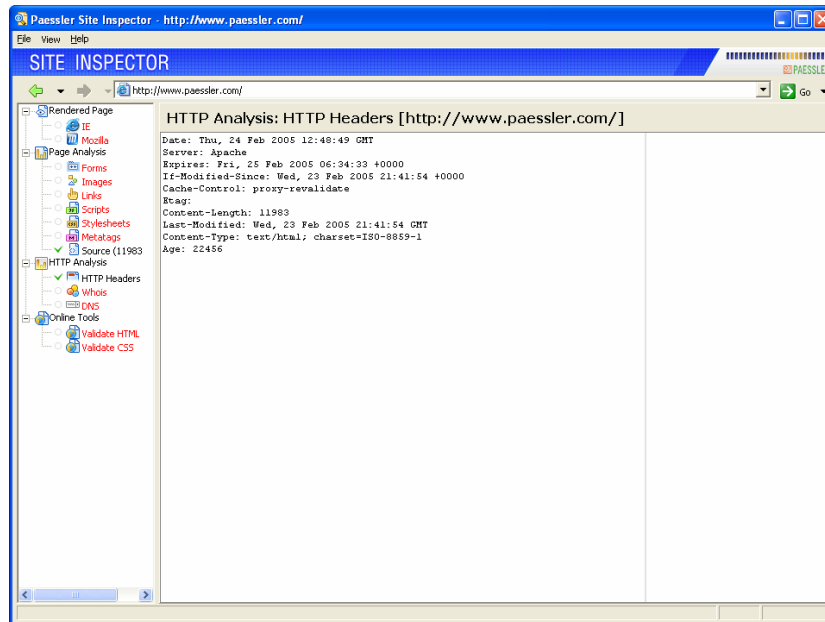 Paessler Site Inspector - http://www.paessler.com/
File View Help
SITE INSPECTOR
PAESSLE
http://www.paessler.com/
Go
Rendered Page
IE
Mozilla
Page Analysis
Forms
Images
Links
Scripts
Stylesheets
Metatags
Source (11983
HTTP Analysis
HTTP Headers
Whois
DNS
Online Tools
Validate HTML
Validate CSS
HTTP Analysis: HTTP Headers [http://www.paessler.com/]
Date: Thu, 24 Feb 2005 12:48:49 GMT
Server: Apache
Expires: Fri, 25 Feb 2005 06:34:33 +0000
If-Modified-Since: Wed, 23 Feb 2005 21:41:54 +0000
Cache-Control: proxy-revalidate
Etag:
Content-Length: 11983
Last-Modified: Wed, 23 Feb 2005 21:41:54 GMT
Content-Type: text/html; charset=ISO-8859-1
Age: 22456